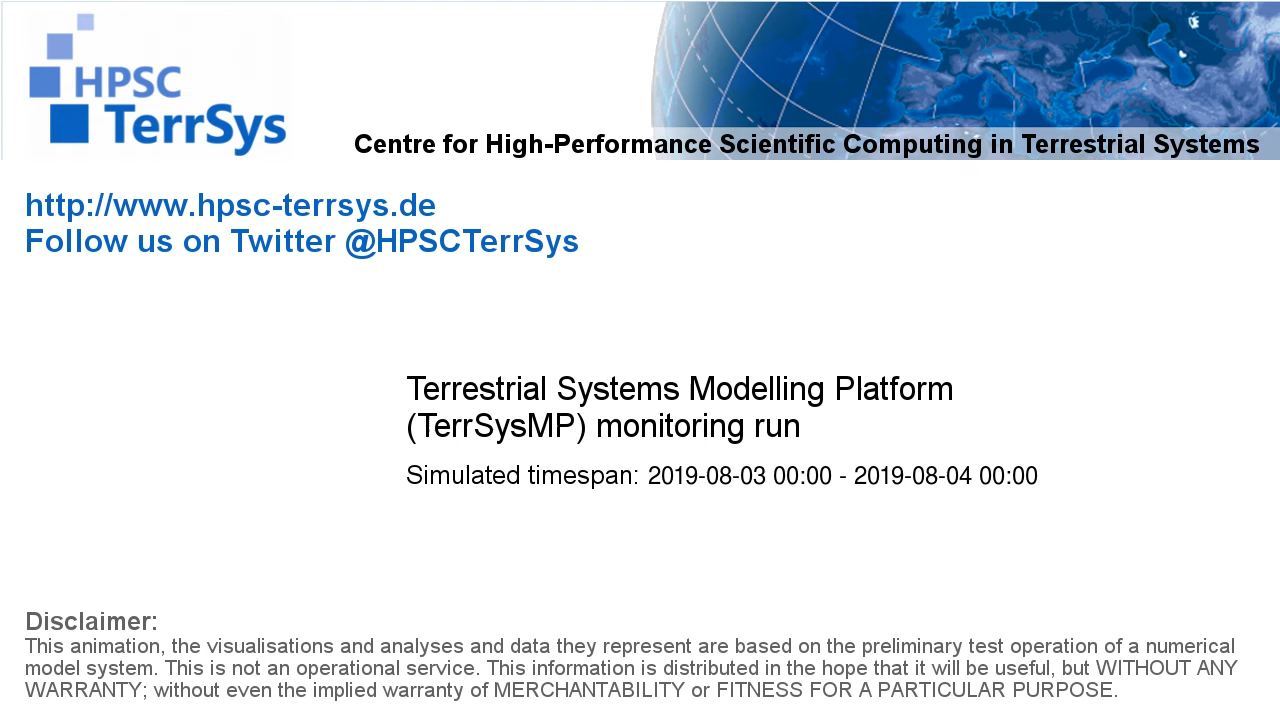 HPSC
TerrSys
Centre for High-Performance Scientific Computing in Terrestrial Systems
http://www.hpsc-terrsys.de
Follow us on Twitter @HPSCTerrSys
Terrestrial Systems Modelling Platform
(TerrSysMP) monitoring run
Simulated timespan: 2019-08-03 00:00 - 2019-08-04 00:00
Disclaimer:
This animation, the visualisations and analyses and data they represent are based on the preliminary test operation of a numerical
model system. This is not an operational service. This information is distributed in the hope that it will be useful, but WITHOUT ANY
WARRANTY; without even the implied warranty of MERCHANTABILITY or FITNESS FOR A PARTICULAR PURPOSE.